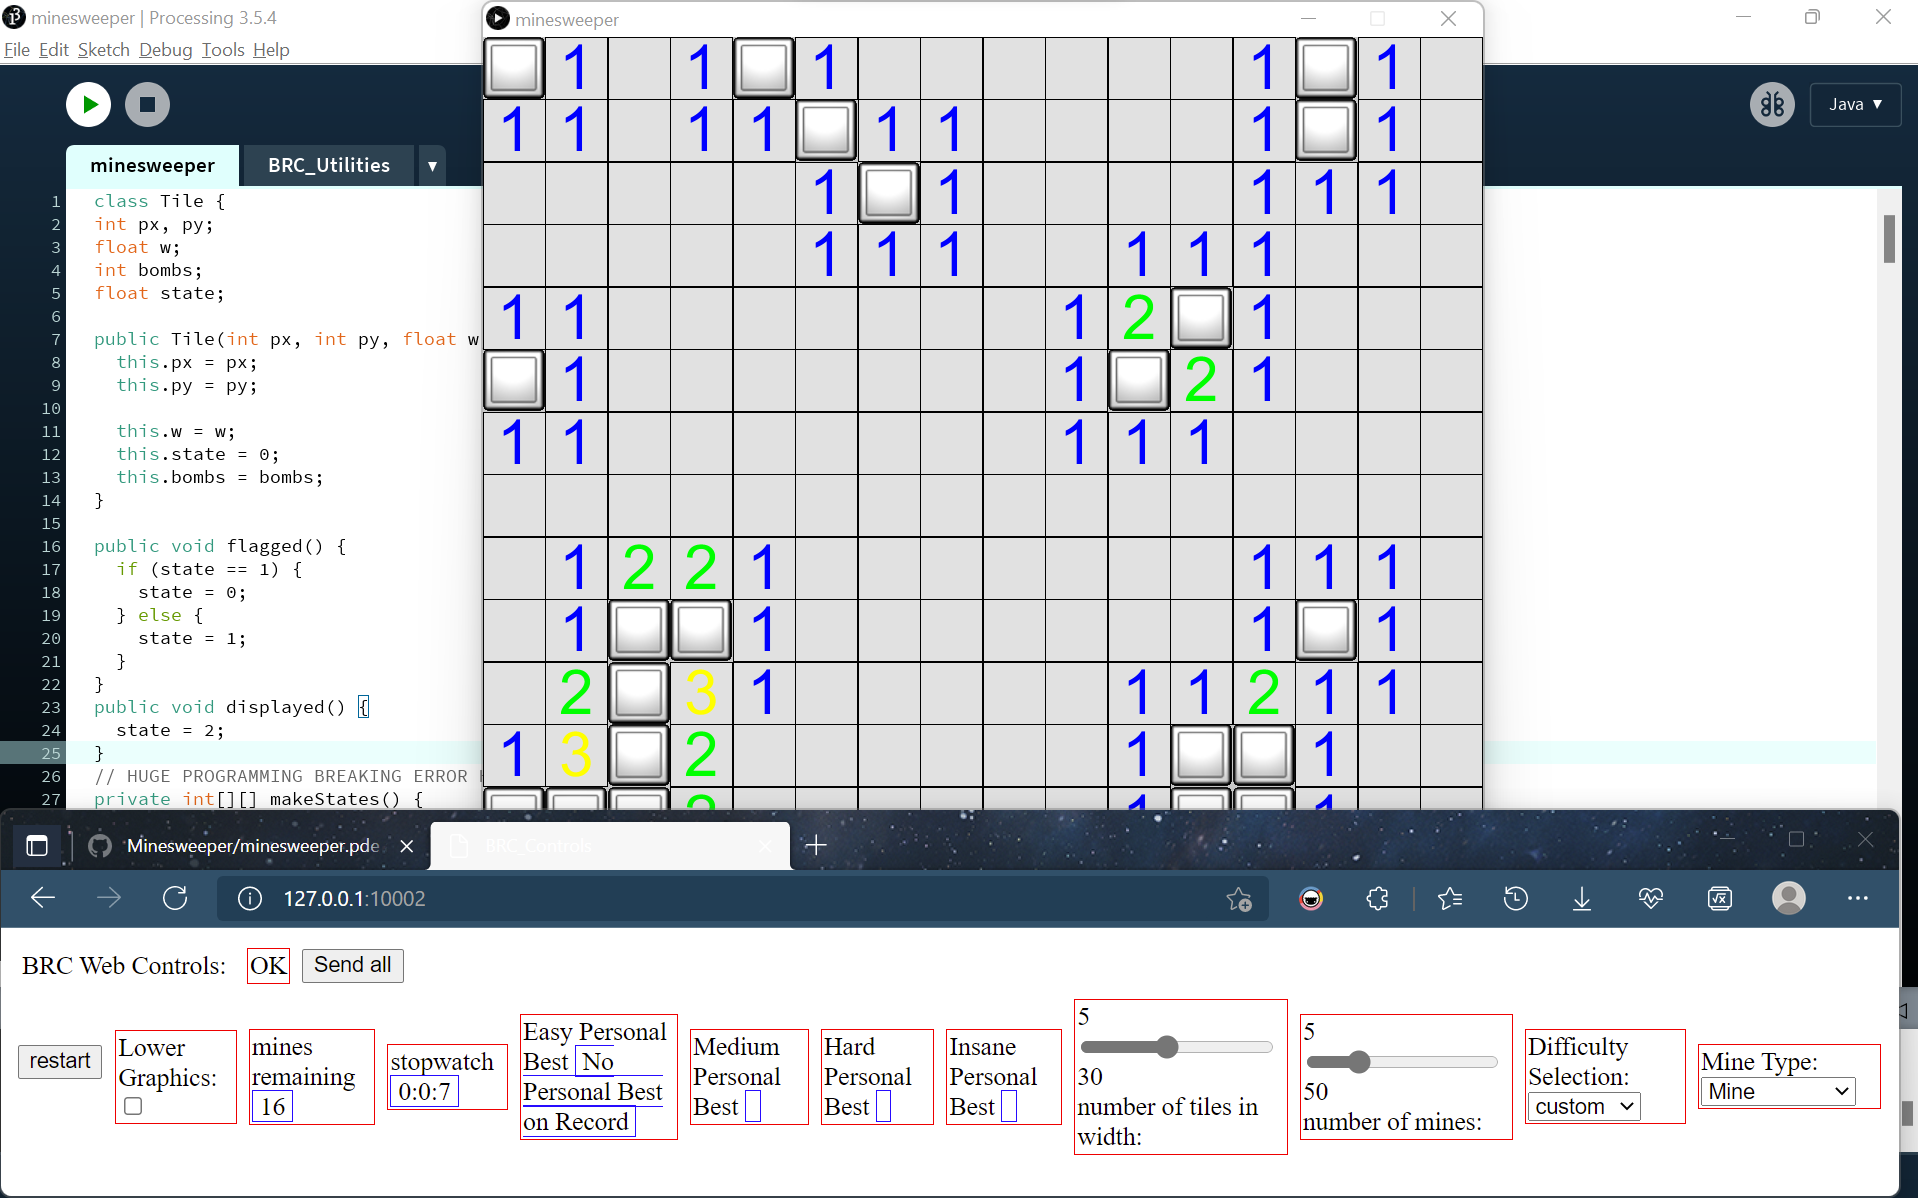 minesweeper | Processing 3.5.4
File Edit Sketch Debug Tools Help
Java ▼
minesweeper BRC_Utilities ▼
1 class Tile {
2 int px, py;
3 float w;
4 int bombs;
5 float state;
6
7 public Tile(int px, int py, float w
8 this.px = px;
9 this.py = py;
10
11 this.w = w;
12 this.state = 0;
13 this.bombs = bombs;
14 }
15
16 public void flagged() {
17 if (state == 1) {
18 state = 0;
19 } else {
20 state = 1;
21 }
22 }
23 public void displayed() {
24 state = 2;
25 }
26 // HUGE PROGRAMMING BREAKING ERROR
27 private int[][] makeStates() {
minesweeper
1 1 1 1 1
1 1 1 1 1 1 1 1
1 1 1 1 1
1 1 1 1 1 1
1 1 1 2 1
1 1 2 1
1 1 1 1 1
1 2 2 1 1 1 1
1 1 1 1
2 3 1 1 1 2 1 1
1 3 2 1 1
2 1 1
Minesweeper/minesweeper.pde
BRC_Controls
127.0.0.1:10002
BRC Web Controls: OK Send all
restart
Lower
Graphics:
mines
remaining
16
stopwatch
0:0:7
Easy Personal
Best No
Personal Best
on Record
Medium
Personal
Best
Hard
Personal
Best
Insane
Personal
Best
5
30
number of tiles in
width:
5
50
number of mines:
Difficulty
Selection:
custom
Mine Type:
Mine